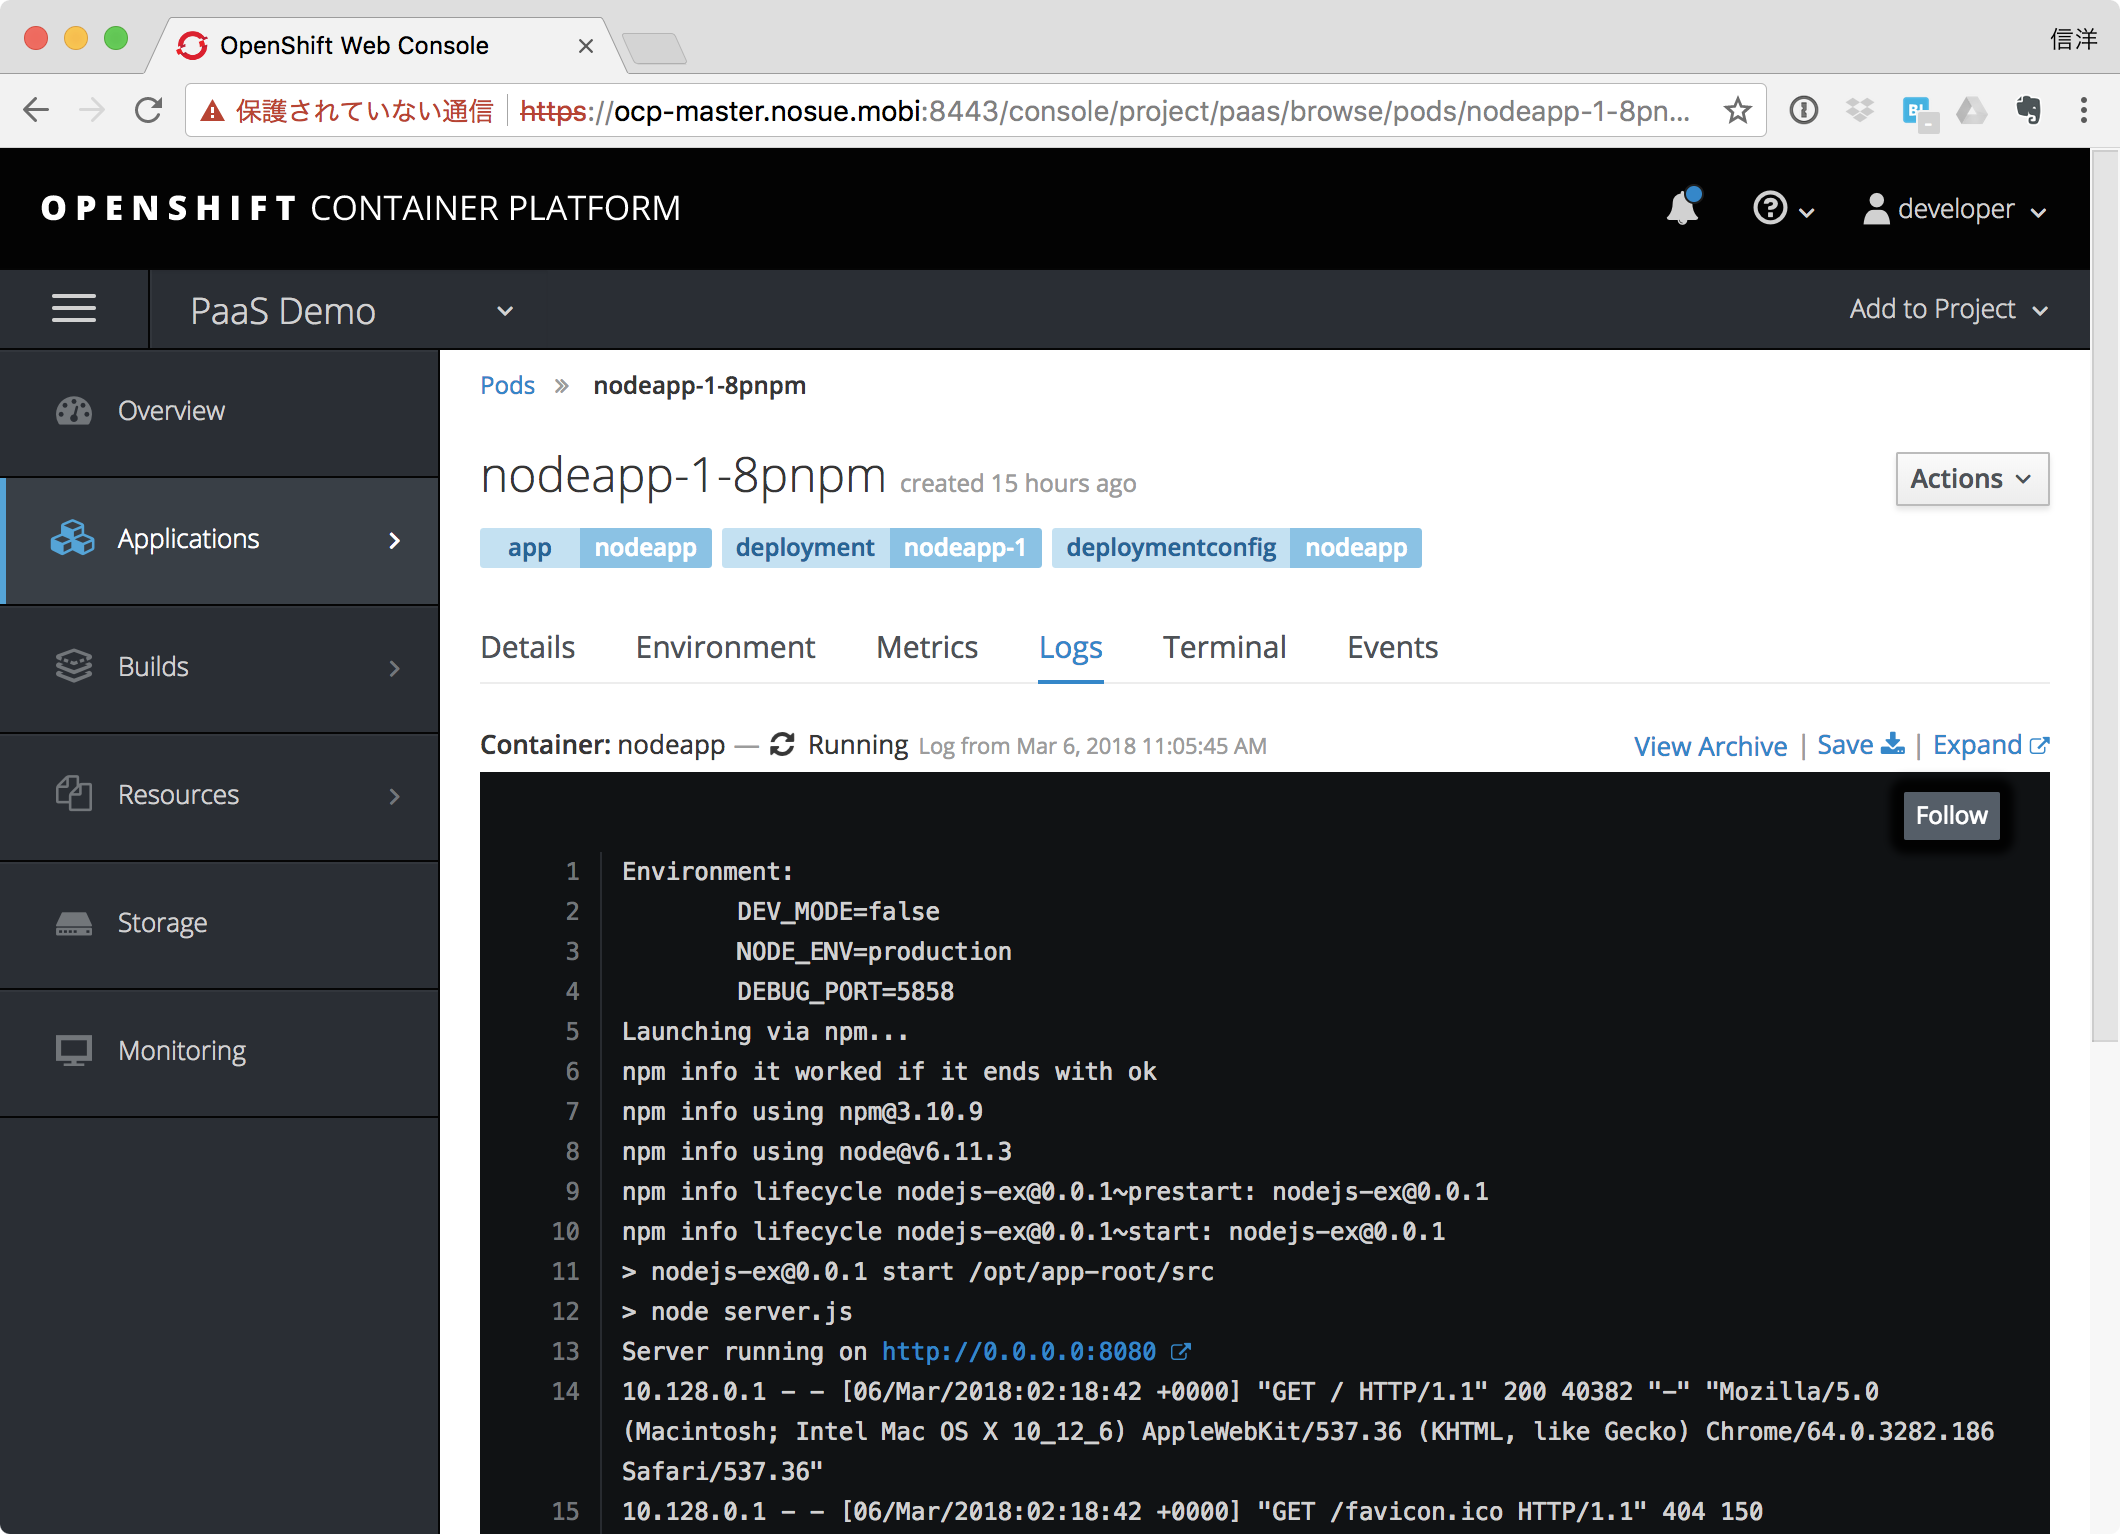 OpenShift Web Console
信洋
保護されていない通信 https://ocp-master.nosue.mobi:8443/console/project/paas/browse/pods/nodeapp-1-8pn...
OPENSHIFT CONTAINER PLATFORM
developer
PaaS Demo
Add to Project
Overview
Applications
Builds
Resources
Storage
Monitoring
Pods » nodeapp-1-8pnpm
nodeapp-1-8pnpm created 15 hours ago
Actions
app nodeapp deployment nodeapp-1 deploymentconfig nodeapp
Details Environment Metrics Logs Terminal Events
Container: nodeapp — Running Log from Mar 6, 2018 11:05:45 AM
View Archive | Save | Expand
Follow
1 Environment:
2 DEV_MODE=false
3 NODE_ENV=production
4 DEBUG_PORT=5858
5 Launching via npm...
6 npm info it worked if it ends with ok
7 npm info using npm@3.10.9
8 npm info using node@v6.11.3
9 npm info lifecycle nodejs-ex@0.0.1~prestart: nodejs-ex@0.0.1
10 npm info lifecycle nodejs-ex@0.0.1~start: nodejs-ex@0.0.1
11 > nodejs-ex@0.0.1 start /opt/app-root/src
12 > node server.js
13 Server running on http://0.0.0.0:8080
14 10.128.0.1 - - [06/Mar/2018:02:18:42 +0000] "GET / HTTP/1.1" 200 40382 "-" "Mozilla/5.0
(Macintosh; Intel Mac OS X 10_12_6) AppleWebKit/537.36 (KHTML, like Gecko) Chrome/64.0.3282.186
Safari/537.36"
15 10.128.0.1 - - [06/Mar/2018:02:18:42 +0000] "GET /favicon.ico HTTP/1.1" 404 150